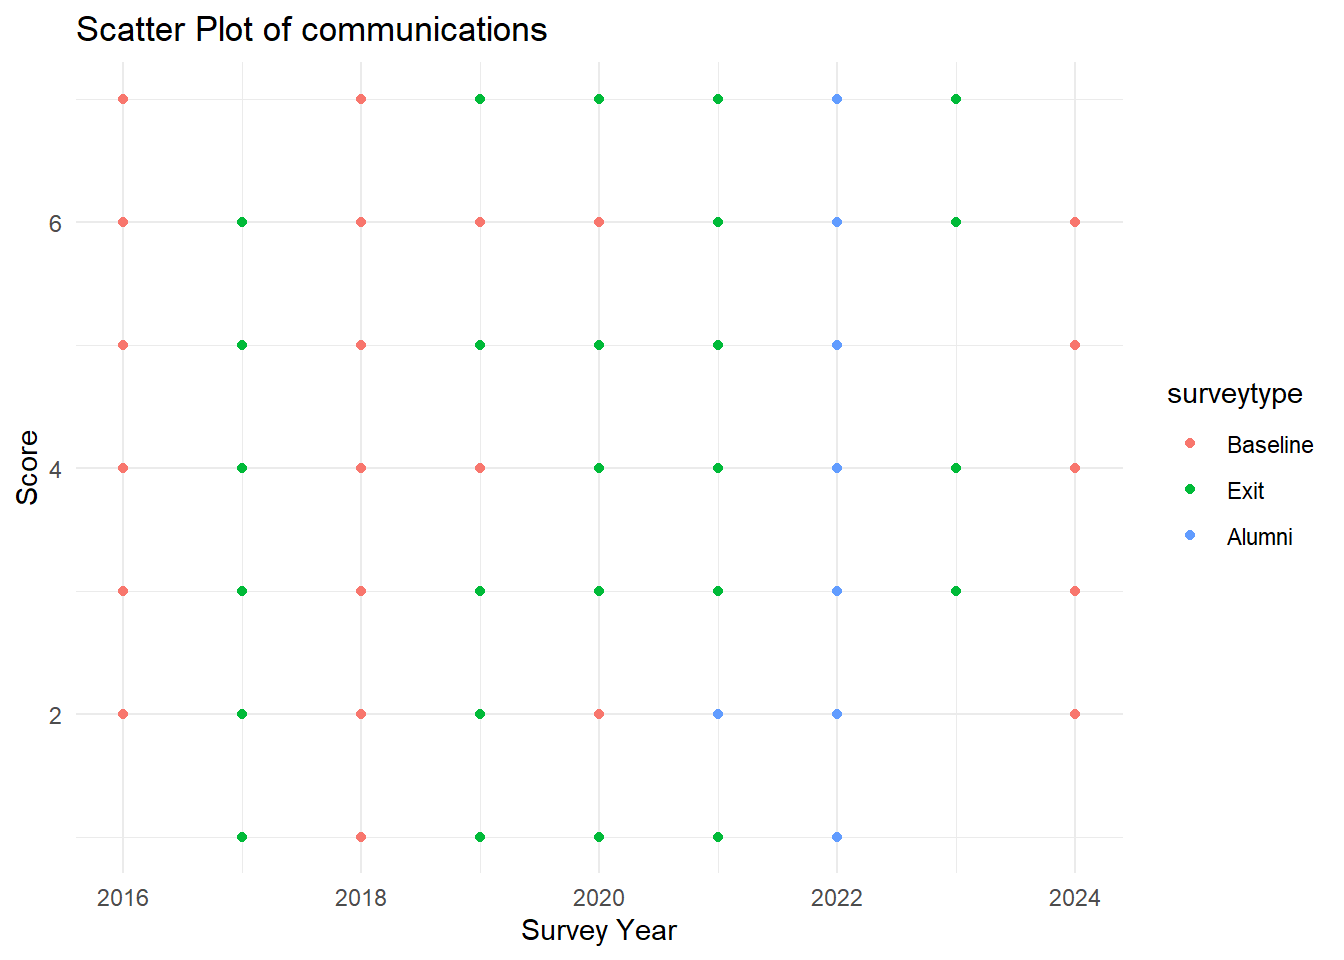 Scatter Plot of communications
6
4
2
Score
2016 2018 2020 2022 2024
Survey Year
surveytype
Baseline
Exit
Alumni